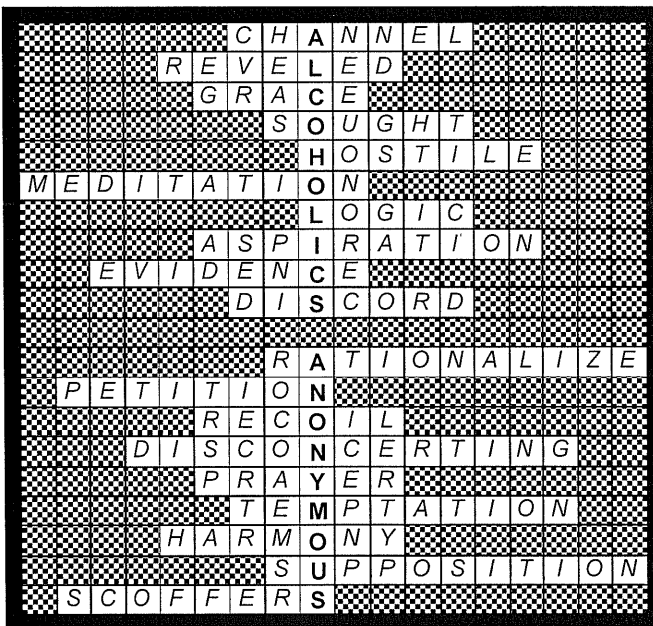 CHANNEL
REVELED
GRACE
SOUGHT
HOSTILE
MEDITATION
LOGIC
ASPIRATION
EVIDENCE
DISCORD
RATIONALIZE
PETITION
RECOIL
DISCONCERTING
PRAYER
TEMPTATION
HARMONY
SUPPOSITION
SCOFFERS